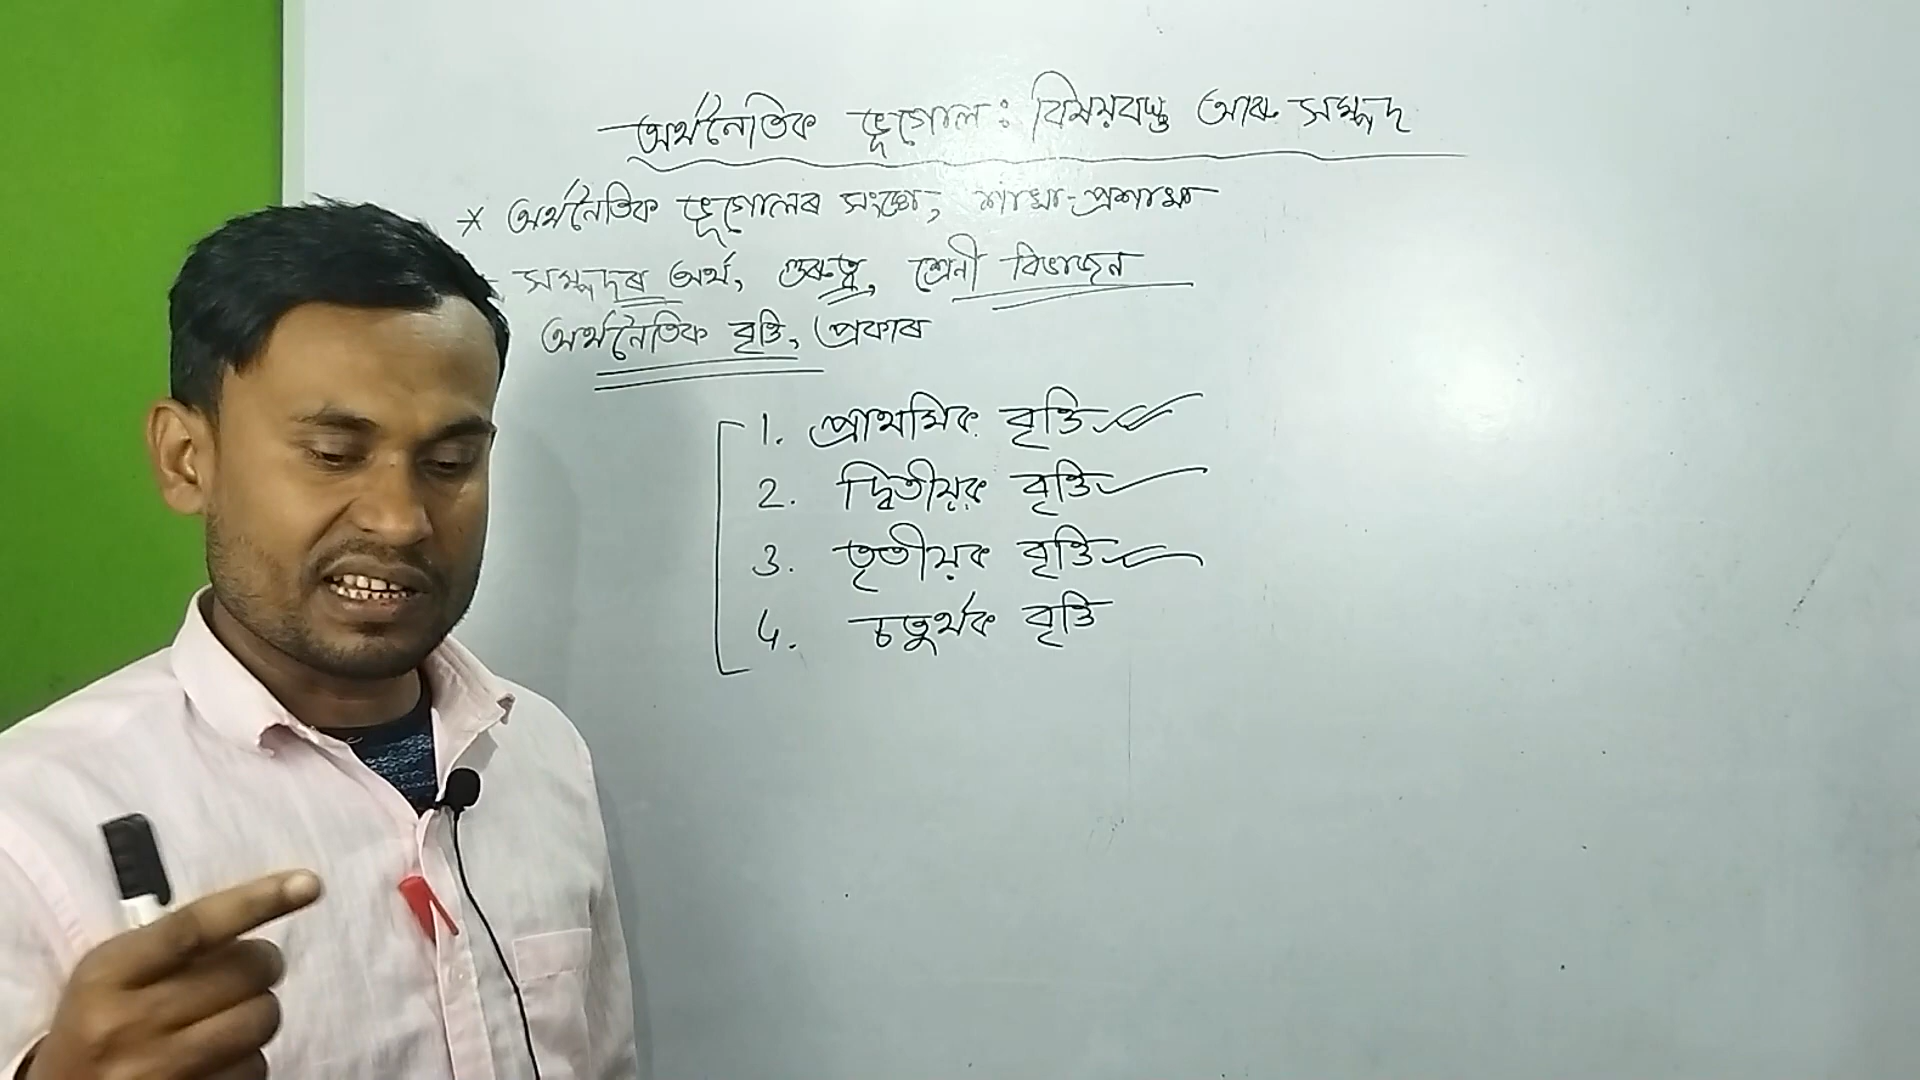 অৰ্থনৈতিক ভূগোল: বিষয়বস্তু আৰু সম্পদ
* অৰ্থনৈতিক ভূগোলৰ সংজ্ঞা, শাখা-প্ৰশাখা
সম্পদৰ অৰ্থ, গুৰুত্ব, শ্ৰেনী বিভাজন
অৰ্থনৈতিক বৃত্তি, প্ৰকাৰ
1. প্ৰাথমিক বৃত্তি
2. দ্বিতীয়ক বৃত্তি
3. তৃতীয়ক বৃত্তি
4. চতুৰ্থক বৃত্তি